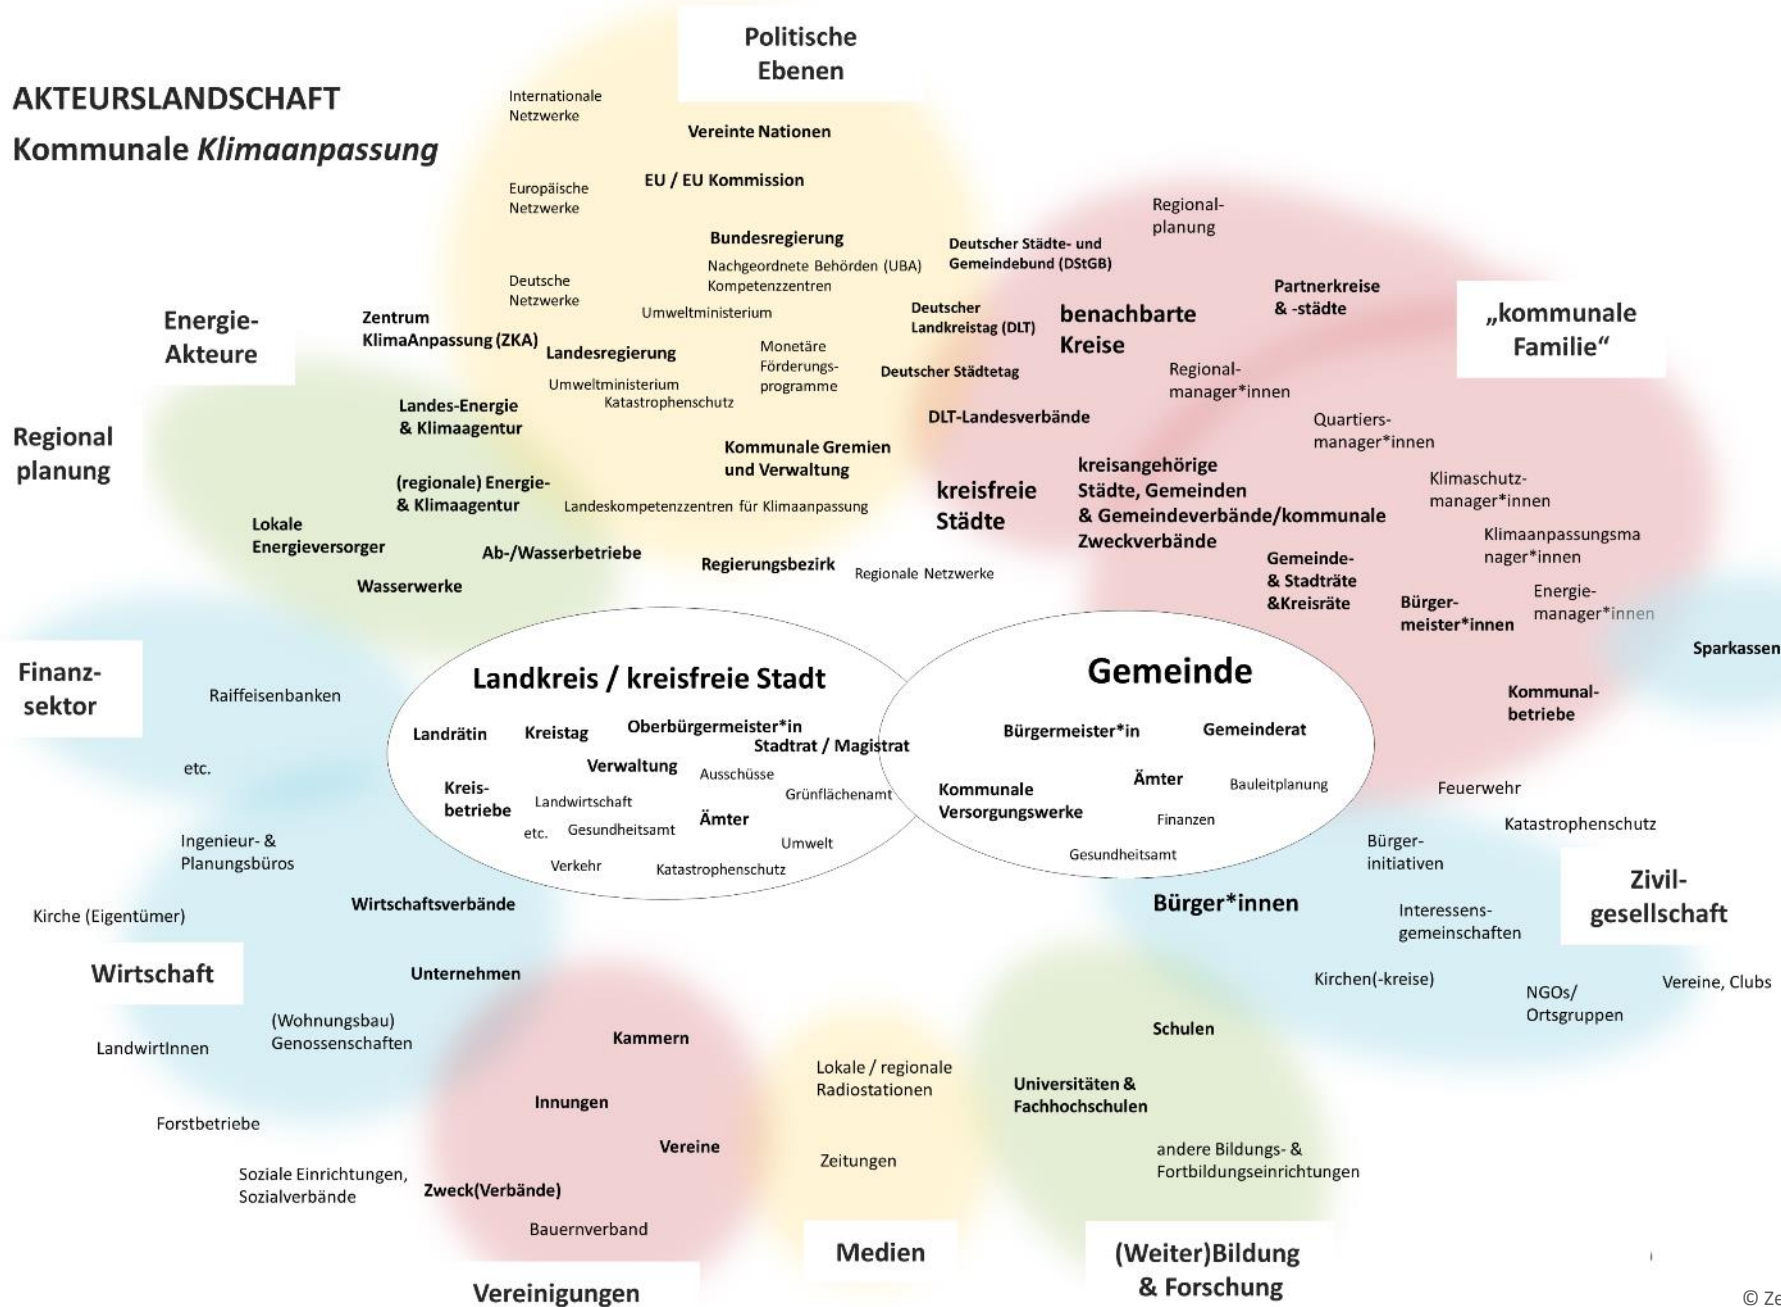 AKTEURSLANDSCHAFT
Kommunale Klimaanpassung
Politische
Ebenen
Internationale
Netzwerke
Vereinte Nationen
EU / EU Kommission
Europäische
Netzwerke
Bundesregierung
Nachgeordnete Behörden (UBA)
Kompetenzzentren
Deutsche
Netzwerke
Umweltministerium
Landesregierung
Umweltministerium
Katastrophenschutz
Monetäre
Förderungs-
programme
Kommunale Gremien
und Verwaltung
Landeskompetenzzentren für Klimaanpassung
Regierungsbezirk
Regionale Netzwerke
Deutscher Städte- und
Gemeindebund (DStGB)
Deutscher
Landkreistag (DLT)
Deutscher Städtetag
DLT-Landesverbände
Regional-
planung
Partnerkreise
& -städte
benachbarte
Kreise
„kommunale
Familie“
Regional-
manager*innen
Quartiers-
manager*innen
kreisfreie
Städte
kreisangehörige
Städte, Gemeinden
& Gemeindeverbände/kommunale
Zweckverbände
Klimaschutz-
manager*innen
Klimaanpassungsma
nager*innen
Gemeinde-
& Stadträte
&Kreisräte
Bürger-
meister*innen
Energie-
manager*innen
Sparkassen
Kommunal-
betriebe
Energie-
Akteure
Zentrum
KlimaAnpassung (ZKA)
Regional
planung
Landes-Energie
& Klimaagentur
(regionale) Energie-
& Klimaagentur
Lokale
Energieversorger
Ab-/Wasserbetriebe
Wasserwerke
Finanz-
sektor
Raiffeisenbanken
etc.
Landkreis / kreisfreie Stadt
Landrätin
Kreistag
Oberbürgermeister*in
Stadtrat / Magistrat
Verwaltung
Ausschüsse
Kreis-
betriebe
Landwirtschaft
Grünflächenamt
Ämter
etc.
Gesundheitsamt
Umwelt
Verkehr
Katastrophenschutz
Gemeinde
Bürgermeister*in
Gemeinderat
Kommunale
Versorgungswerke
Ämter
Bauleitplanung
Finanzen
Gesundheitsamt
Feuerwehr
Katastrophenschutz
Bürger-
initiativen
Zivil-
gesellschaft
Bürger*innen
Interessens-
gemeinschaften
Kirchen(-kreise)
NGOs/
Ortsgruppen
Vereine, Clubs
Ingenieur- &
Planungsbüros
Kirche (Eigentümer)
Wirtschaftsverbände
Wirtschaft
Unternehmen
(Wohnungsbau)
Genossenschaften
LandwirtInnen
Forstbetriebe
Soziale Einrichtungen,
Sozialverbände
Kammern
Innungen
Vereine
Zweck(Verbände)
Bauernverband
Vereinigungen
Lokale / regionale
Radiostationen
Zeitungen
Medien
Schulen
Universitäten &
Fachhochschulen
andere Bildungs- &
Fortbildungseinrichtungen
(Weiter)Bildung
& Forschung
© Ze